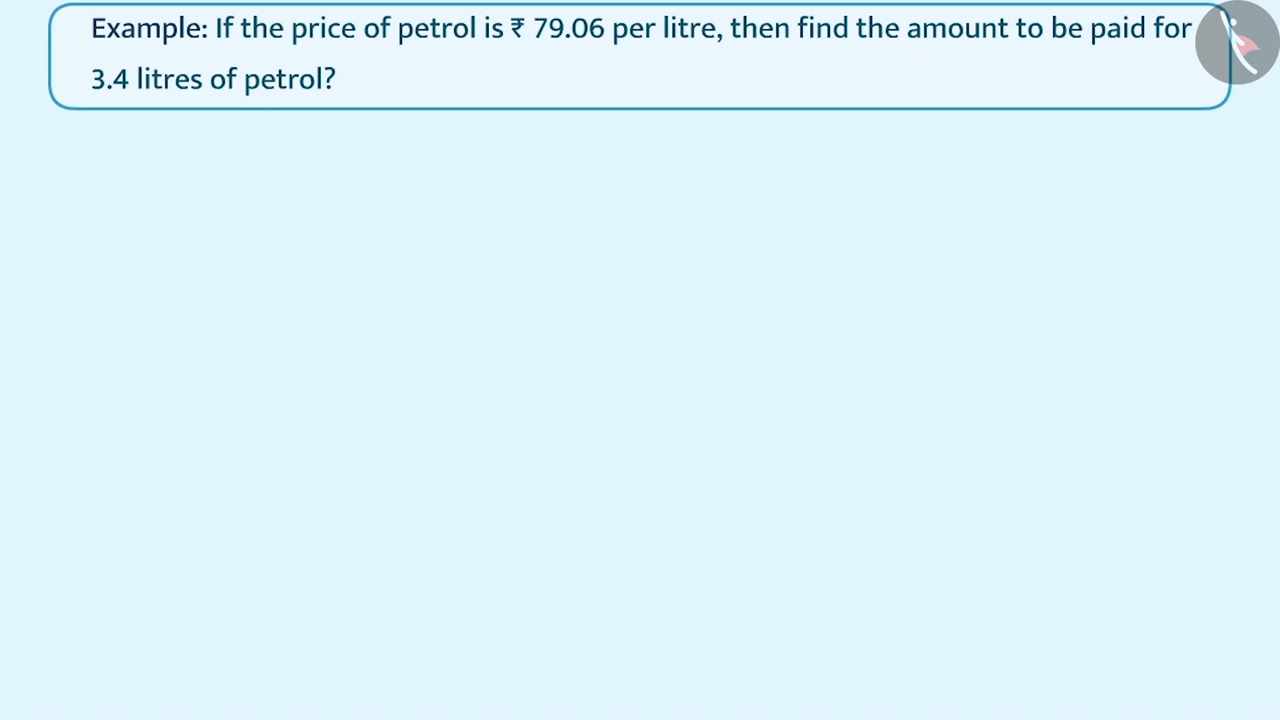 Example: If the price of petrol is ₹ 79.06 per litre, then find the amount to be paid for
3.4 litres of petrol?